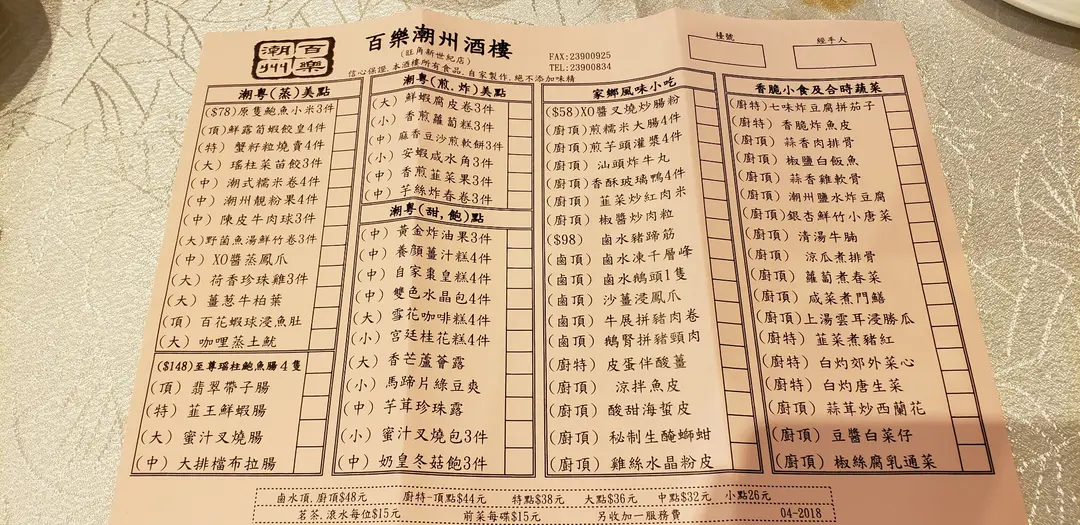 潮州 百樂
百樂潮州酒樓
(旺角新世紀店)
FAX:23900925
TEL:23900834
信心保證.本酒樓所有食品.自家製作.絕不添加味精
檯號
經手人
潮粵(蒸)美點
($78)原隻鮑魚小米3件
(頂)鮮露筍蝦餃皇4件
(特) 蟹籽粒燒賣4件
(大) 瑤柱菜苗餃3件
(中) 潮式糯米卷4件
(中) 潮州靚粉果4件
(中) 陳皮牛肉球3件
(大)野菌魚湯鮮竹卷3件
(中) XO醬蒸鳳爪
(大) 荷香珍珠雞3件
(大) 薑蔥牛柏葉
(頂) 百花蝦球浸魚肚
(大) 咖哩蒸土魷
($148)至尊瑤柱鮑魚腸4隻
(頂) 翡翠帶子腸
(特) 韮王鮮蝦腸
(大) 蜜汁叉燒腸
(中) 大排檔布拉腸
潮粵(煎.炸)美點
(大) 鮮蝦腐皮卷3件
(小) 香煎蘿蔔糕3件
(中) 麻香豆沙煎軟餅3件
(小) 安蝦咸水角3件
(中) 香煎韮菜果3件
(中) 芋絲炸春卷3件
潮粵(甜.飽)點
(中) 黃金炸油果3件
(中) 養顏薑汁糕4件
(中) 自家棗皇糕4件
(中) 雙色水晶包4件
(大) 雪花咖啡糕4件
(小) 宮廷桂花糕4件
(大) 香芒蘆薈露
(小) 馬蹄片綠豆爽
(中) 芋茸珍珠露
(小) 蜜汁叉燒包3件
(中) 奶皇冬菇飽3件
家鄉風味小吃
($58)XO醬叉燒炒腸粉
(廚頂)煎糯米大腸4件
(廚頂)煎芋頭灌漿4件
(廚頂) 汕頭炸牛丸
(廚頂)香酥玻璃鴨4件
(廚頂) 韮菜炒紅肉米
(廚頂) 椒醬炒肉粒
($98) 鹵水豬蹄筋
(鹵頂) 鹵水凍千層峰
(鹵頂) 鹵水鵝頭1隻
(鹵頂) 沙薑浸鳳爪
(鹵頂) 牛展拼豬肉卷
(鹵頂) 鵝腎拼豬頸肉
(廚特) 皮蛋伴酸薑
(廚頂) 涼拌魚皮
(廚頂) 酸甜海蜇皮
(廚頂) 秘制生醃螄蚶
(廚頂) 雞絲水晶粉皮
香脆小食及合時蔬菜
(廚特)七味炸豆腐拼茄子
(廚特) 香脆炸魚皮
(廚頂) 蒜香肉排骨
(廚頂) 椒鹽白飯魚
(廚頂) 蒜香雞軟骨
(廚頂) 潮州鹽水炸豆腐
(廚頂)銀杏鮮竹小唐菜
(廚頂) 清湯牛腩
(廚頂) 涼瓜煮排骨
(廚頂) 蘿蔔煮春菜
(廚頂) 咸菜煮門鱔
(廚頂)上湯雲耳浸勝瓜
(廚特) 韮菜煮豬紅
(廚特) 白灼郊外菜心
(廚特) 白灼唐生菜
(廚頂) 蒜茸炒西蘭花
(廚頂) 豆醬白菜仔
(廚頂) 椒絲腐乳通菜
鹵水頂.廚頂$48元 廚特-頂點$44元 特點$38元 大點$36元 中點$32元 小點26元
茗茶.滾水每位$15元 前菜每碟$15元 另收加一服務費 04-2018